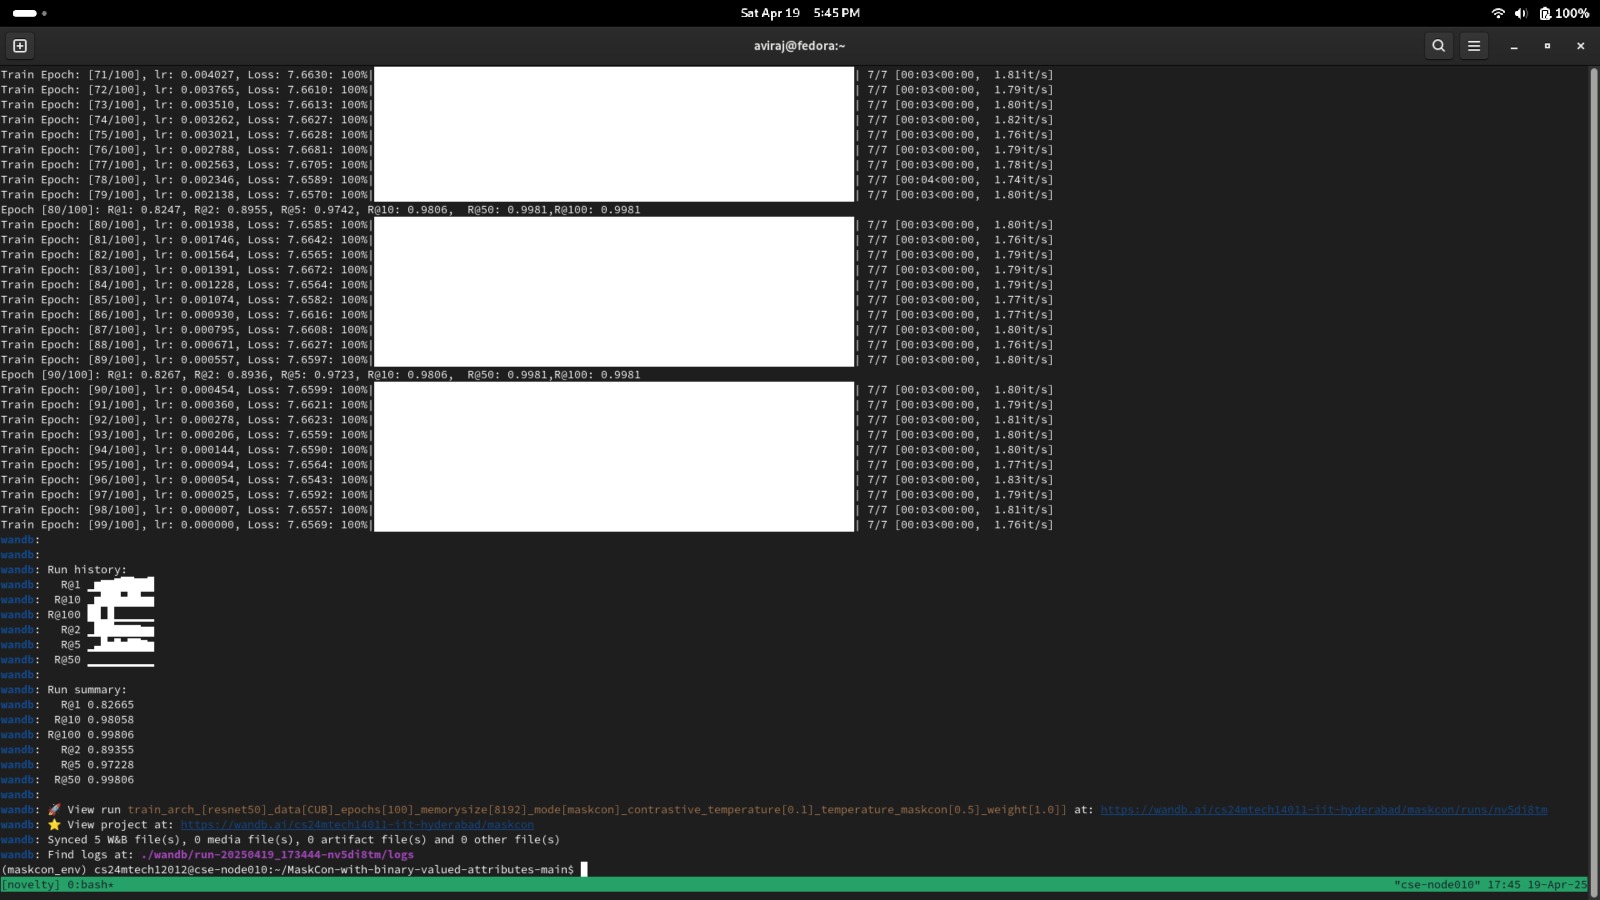 Sat Apr 19 5:45 PM
100%
aviraj@fedora:~
Train Epoch: [71/100], lr: 0.004027, Loss: 7.6630: 100%| | 7/7 [00:03<00:00, 1.81it/s]
Train Epoch: [72/100], lr: 0.003765, Loss: 7.6610: 100%| | 7/7 [00:03<00:00, 1.79it/s]
Train Epoch: [73/100], lr: 0.003510, Loss: 7.6613: 100%| | 7/7 [00:03<00:00, 1.80it/s]
Train Epoch: [74/100], lr: 0.003262, Loss: 7.6627: 100%| | 7/7 [00:03<00:00, 1.82it/s]
Train Epoch: [75/100], lr: 0.003021, Loss: 7.6628: 100%| | 7/7 [00:03<00:00, 1.76it/s]
Train Epoch: [76/100], lr: 0.002788, Loss: 7.6681: 100%| | 7/7 [00:03<00:00, 1.79it/s]
Train Epoch: [77/100], lr: 0.002563, Loss: 7.6705: 100%| | 7/7 [00:03<00:00, 1.78it/s]
Train Epoch: [78/100], lr: 0.002346, Loss: 7.6589: 100%| | 7/7 [00:04<00:00, 1.74it/s]
Train Epoch: [79/100], lr: 0.002138, Loss: 7.6570: 100%| | 7/7 [00:03<00:00, 1.80it/s]
Epoch [80/100]: R@1: 0.8247, R@2: 0.8955, R@5: 0.9742, R@10: 0.9806, R@50: 0.9981,R@100: 0.9981
Train Epoch: [80/100], lr: 0.001938, Loss: 7.6585: 100%| | 7/7 [00:03<00:00, 1.80it/s]
Train Epoch: [81/100], lr: 0.001746, Loss: 7.6642: 100%| | 7/7 [00:03<00:00, 1.76it/s]
Train Epoch: [82/100], lr: 0.001564, Loss: 7.6565: 100%| | 7/7 [00:03<00:00, 1.79it/s]
Train Epoch: [83/100], lr: 0.001391, Loss: 7.6672: 100%| | 7/7 [00:03<00:00, 1.79it/s]
Train Epoch: [84/100], lr: 0.001228, Loss: 7.6564: 100%| | 7/7 [00:03<00:00, 1.79it/s]
Train Epoch: [85/100], lr: 0.001074, Loss: 7.6582: 100%| | 7/7 [00:03<00:00, 1.77it/s]
Train Epoch: [86/100], lr: 0.000930, Loss: 7.6616: 100%| | 7/7 [00:03<00:00, 1.77it/s]
Train Epoch: [87/100], lr: 0.000795, Loss: 7.6608: 100%| | 7/7 [00:03<00:00, 1.80it/s]
Train Epoch: [88/100], lr: 0.000671, Loss: 7.6627: 100%| | 7/7 [00:03<00:00, 1.76it/s]
Train Epoch: [89/100], lr: 0.000557, Loss: 7.6597: 100%| | 7/7 [00:03<00:00, 1.80it/s]
Epoch [90/100]: R@1: 0.8267, R@2: 0.8936, R@5: 0.9723, R@10: 0.9806, R@50: 0.9981,R@100: 0.9981
Train Epoch: [90/100], lr: 0.000454, Loss: 7.6599: 100%| | 7/7 [00:03<00:00, 1.80it/s]
Train Epoch: [91/100], lr: 0.000360, Loss: 7.6621: 100%| | 7/7 [00:03<00:00, 1.79it/s]
Train Epoch: [92/100], lr: 0.000278, Loss: 7.6623: 100%| | 7/7 [00:03<00:00, 1.81it/s]
Train Epoch: [93/100], lr: 0.000206, Loss: 7.6559: 100%| | 7/7 [00:03<00:00, 1.80it/s]
Train Epoch: [94/100], lr: 0.000144, Loss: 7.6590: 100%| | 7/7 [00:03<00:00, 1.80it/s]
Train Epoch: [95/100], lr: 0.000094, Loss: 7.6564: 100%| | 7/7 [00:03<00:00, 1.77it/s]
Train Epoch: [96/100], lr: 0.000054, Loss: 7.6543: 100%| | 7/7 [00:03<00:00, 1.83it/s]
Train Epoch: [97/100], lr: 0.000025, Loss: 7.6592: 100%| | 7/7 [00:03<00:00, 1.79it/s]
Train Epoch: [98/100], lr: 0.000007, Loss: 7.6557: 100%| | 7/7 [00:03<00:00, 1.81it/s]
Train Epoch: [99/100], lr: 0.000000, Loss: 7.6569: 100%| | 7/7 [00:03<00:00, 1.76it/s]
wandb:
wandb:
wandb: Run history:
wandb: R@1
wandb: R@10
wandb: R@100
wandb: R@2
wandb: R@5
wandb: R@50
wandb:
wandb: Run summary:
wandb: R@1 0.82665
wandb: R@10 0.98058
wandb: R@100 0.99806
wandb: R@2 0.89355
wandb: R@5 0.97228
wandb: R@50 0.99806
wandb:
wandb: 🚀 View run train_arch_[resnet50]_data[CUB]_epochs[100]_memorysize[8192]_mode[maskcon]_contrastive_temperature[0.1]_temperature_maskcon[0.5]_weight[1.0]] at: https://wandb.ai/cs24mtech14011-iit-hyderabad/maskcon/runs/nv5di8tm
wandb: ⭐ View project at: https://wandb.ai/cs24mtech14011-iit-hyderabad/maskcon
wandb: Synced 5 W&B file(s), 0 media file(s), 0 artifact file(s) and 0 other file(s)
wandb: Find logs at: ./wandb/run-20250419_173444-nv5di8tm/logs
(maskcon_env) cs24mtech12012@cse-node010:~/MaskCon-with-binary-valued-attributes-main$
[novelty] 0:bash* "cse-node010" 17:45 19-Apr-25